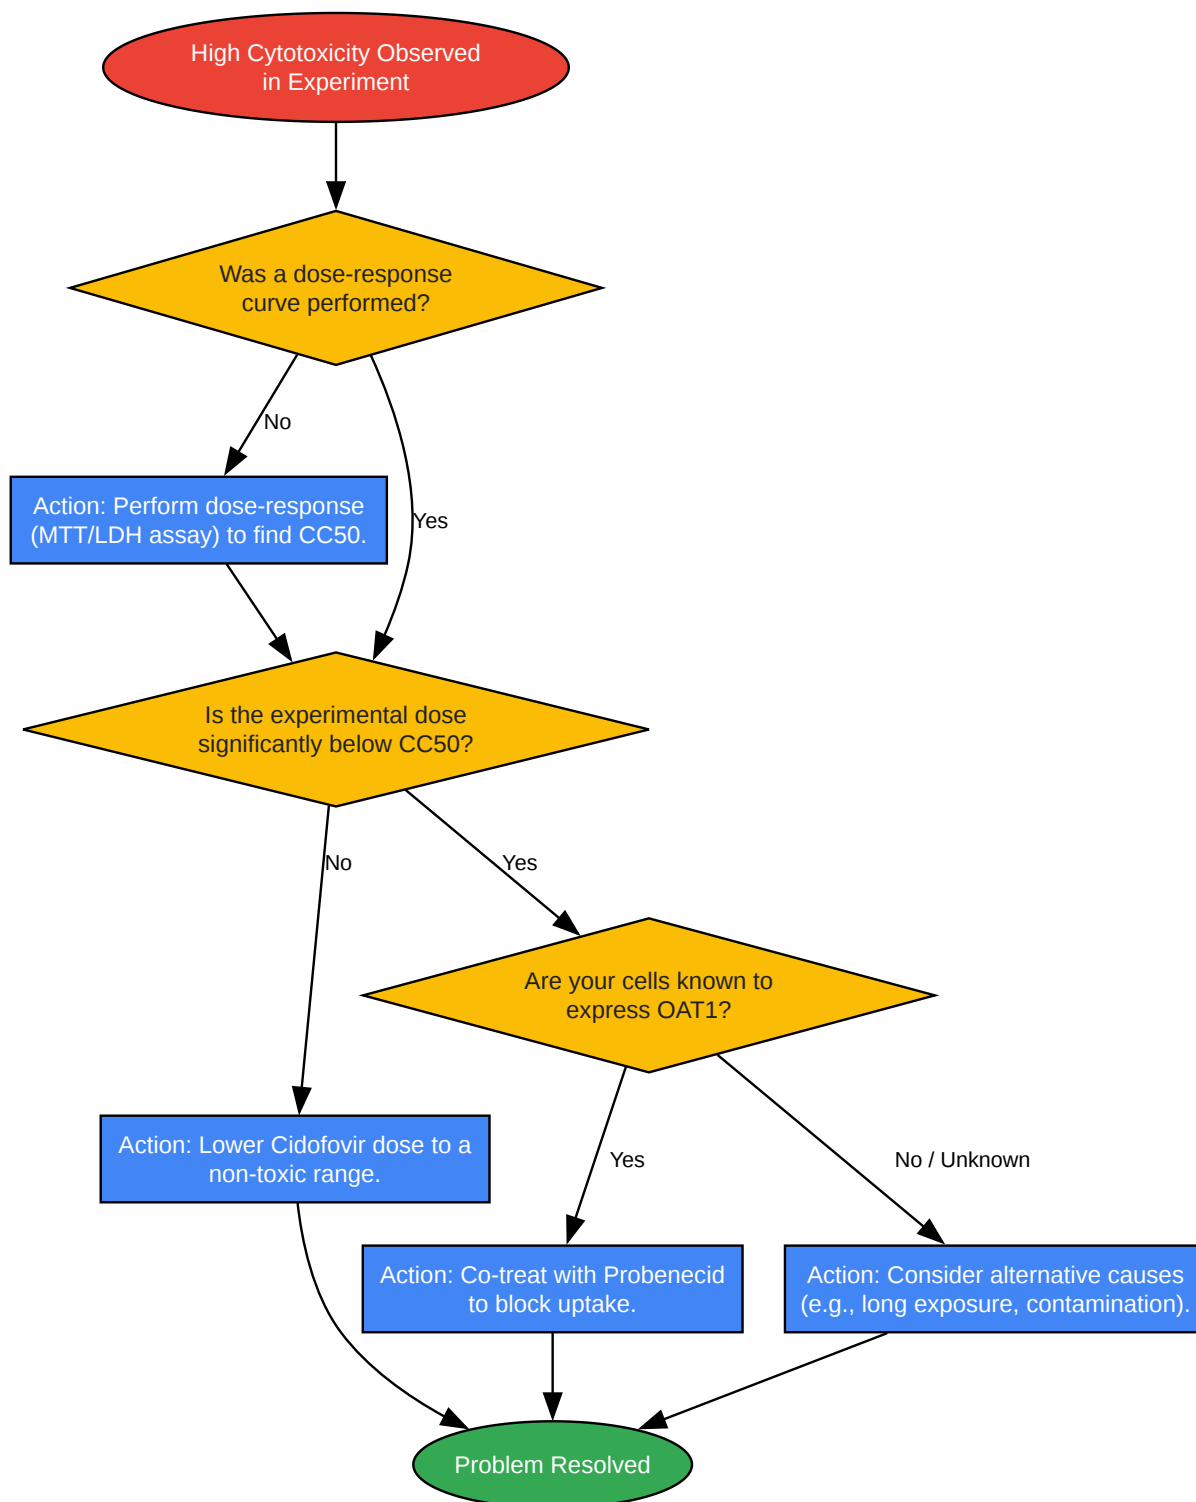 High Cytotoxicity Observed
in Experiment
Was a dose-response
curve performed?
No
Action: Perform dose-response
(MTT/LDH assay) to find CC50.
Yes
Is the experimental dose
significantly below CC50?
No
Yes
Are your cells known to
express OAT1?
Action: Lower Cidofovir dose to a
non-toxic range.
Yes
No / Unknown
Action: Co-treat with Probenecid
to block uptake.
Action: Consider alternative causes
(e.g., long exposure, contamination).
Problem Resolved